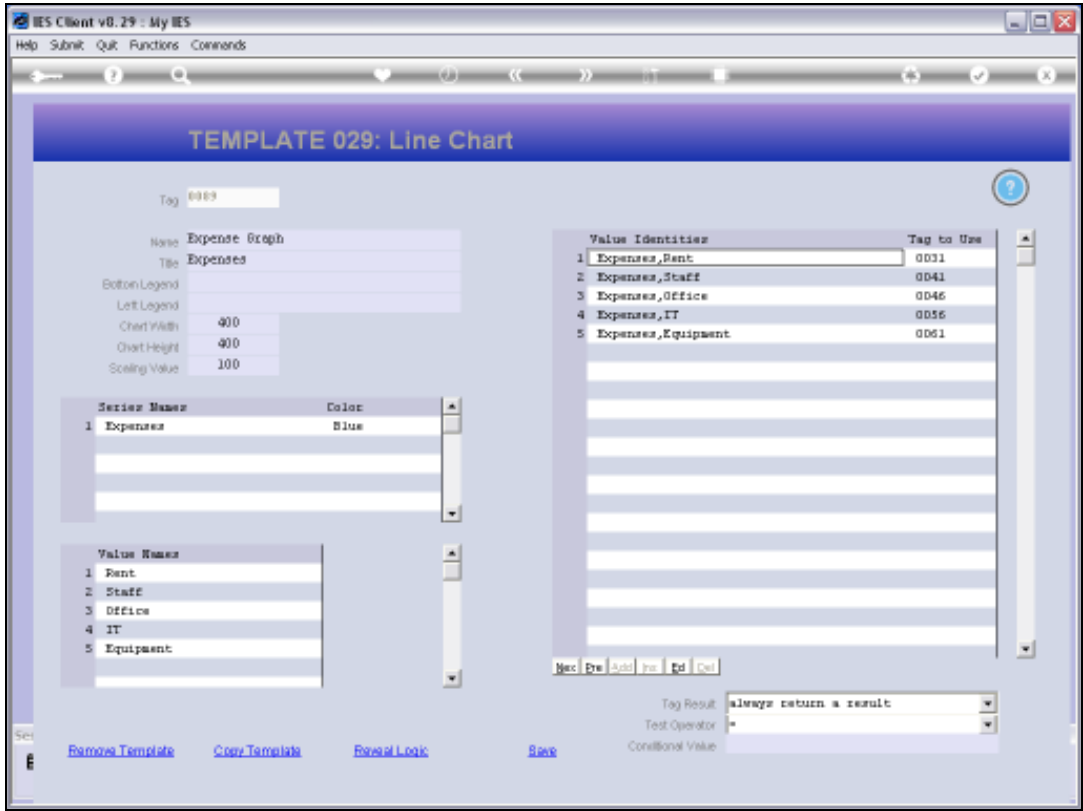 IES Client v8.29 : My IES
Help Submit Quit Functions Commands
TEMPLATE 029: Line Chart
Tag 0089
Name Expense Graph
Title Expenses
Bottom Legend
Left Legend
Chart Width 400
Chart Height 400
Scaling Value 100
Series Names Color
1 Expenses Blue
Value Names
1 Rent
2 Staff
3 Office
4 IT
5 Equipment
Value Identities Tag to Use
1 Expenses,Rent 0031
2 Expenses,Staff 0041
3 Expenses,Office 0046
4 Expenses,IT 0056
5 Expenses,Equipment 0061
Nex Pre Add Ins Ed Del
Tag Result always return a result
Test Operator =
Conditional Value
Remove Template Copy Template Reveal Logic Save